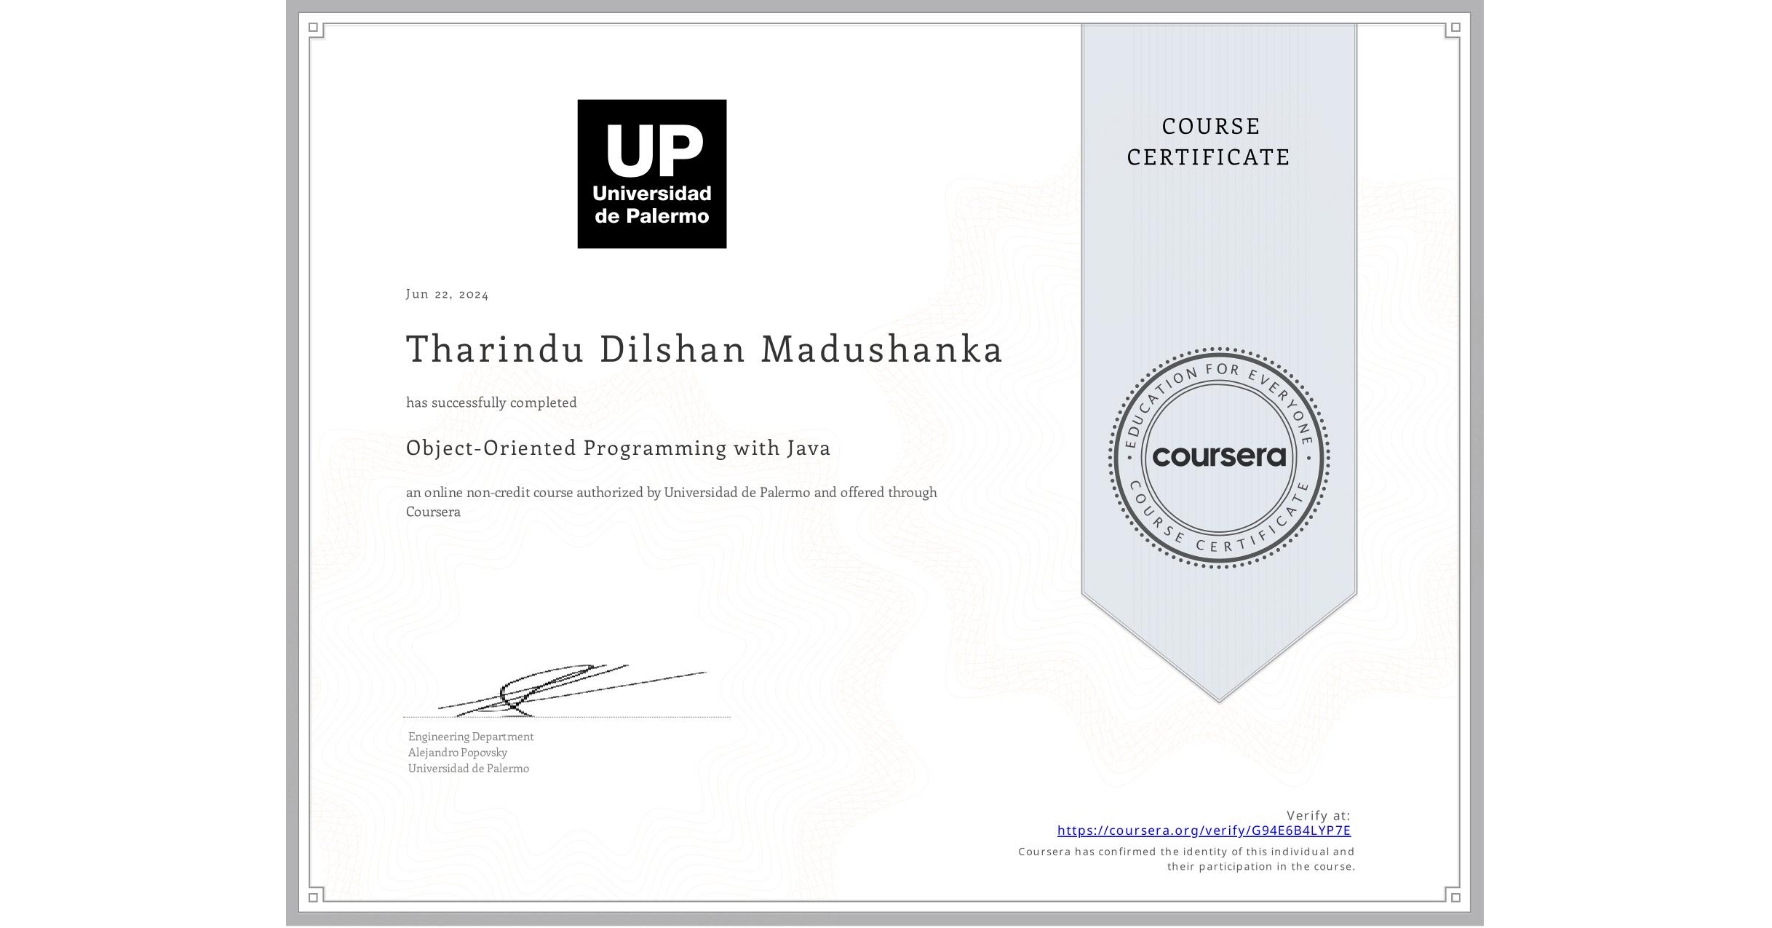 UP
Universidad
de Palermo
COURSE
CERTIFICATE
Jun 22, 2024
Tharindu Dilshan Madushanka
has successfully completed
Object-Oriented Programming with Java
an online non-credit course authorized by Universidad de Palermo and offered through
Coursera
EDUCATION FOR EVERYONE
coursera
COURSE CERTIFICATE
Engineering Department
Alejandro Popovsky
Universidad de Palermo
Verify at:
https://coursera.org/verify/G94E6B4LYP7E
Coursera has confirmed the identity of this individual and
their participation in the course.